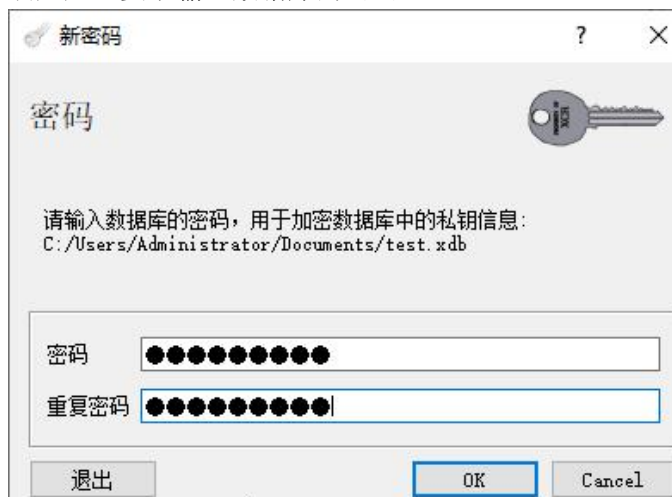 新密码
?
密码
请输入数据库的密码，用于加密数据库中的私钥信息:
C:/Users/Administrator/Documents/test.xdb
密码 ●●●●●●●●●
重复密码 ●●●●●●●●●
退出 OK Cancel